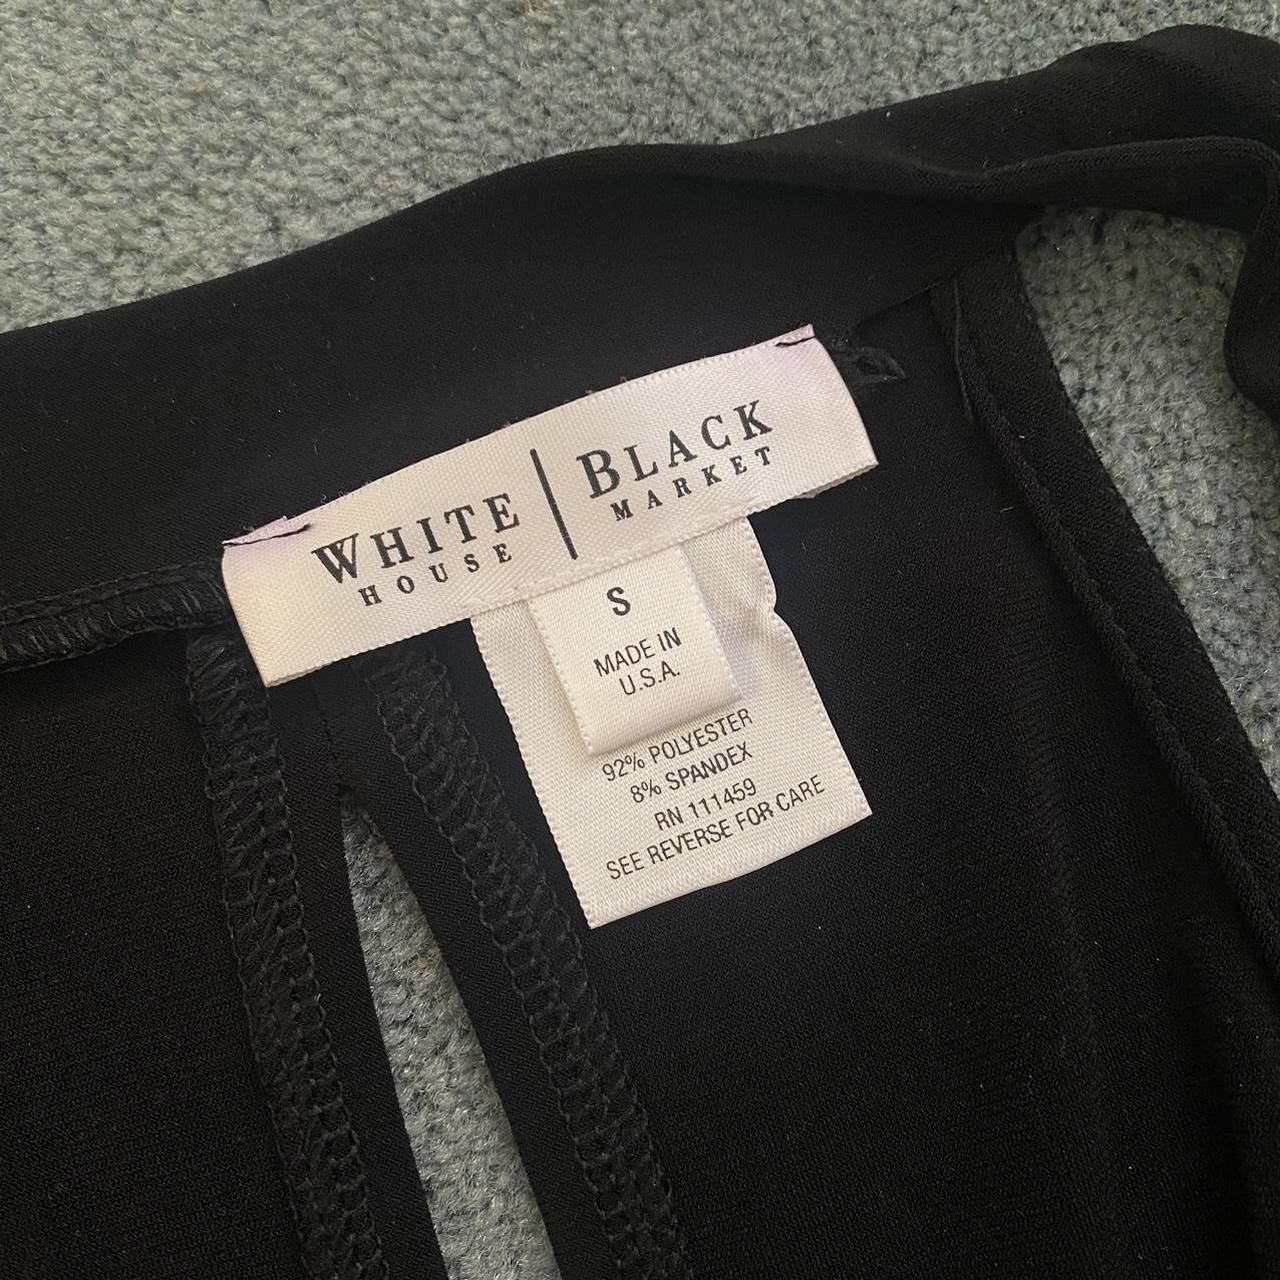 WHITE | BLACK
HOUSE MARKET
S
MADE IN
U.S.A.
92% POLYESTER
8% SPANDEX
RN 111459
SEE REVERSE FOR CARE